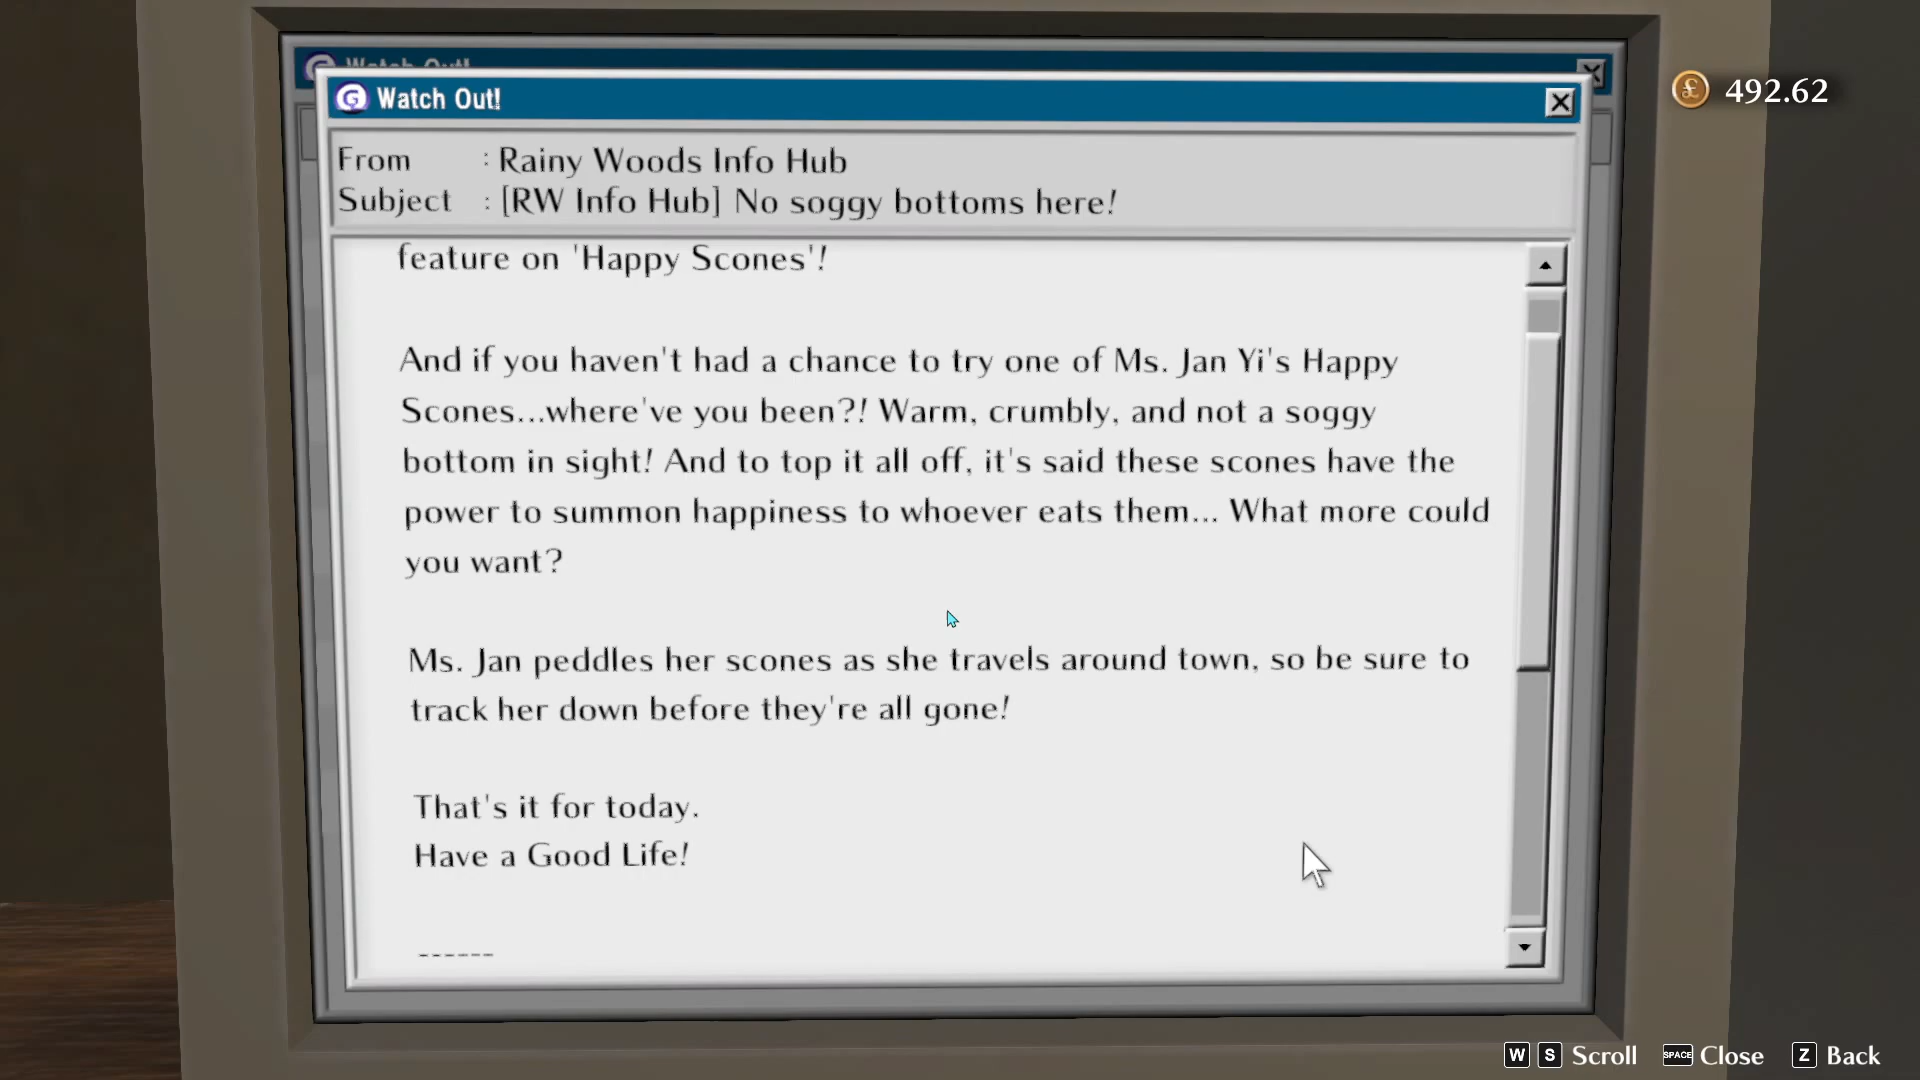 Watch Out!
Watch Out!
492.62
From : Rainy Woods Info Hub
Subject : [RW Info Hub] No soggy bottoms here!
feature on 'Happy Scones'!
And if you haven't had a chance to try one of Ms. Jan Yi's Happy
Scones...where've you been?! Warm, crumbly, and not a soggy
bottom in sight! And to top it all off, it's said these scones have the
power to summon happiness to whoever eats them... What more could
you want?
Ms. Jan peddles her scones as she travels around town, so be sure to
track her down before they're all gone!
That's it for today.
Have a Good Life!
------
W S Scroll SPACE Close Z Back